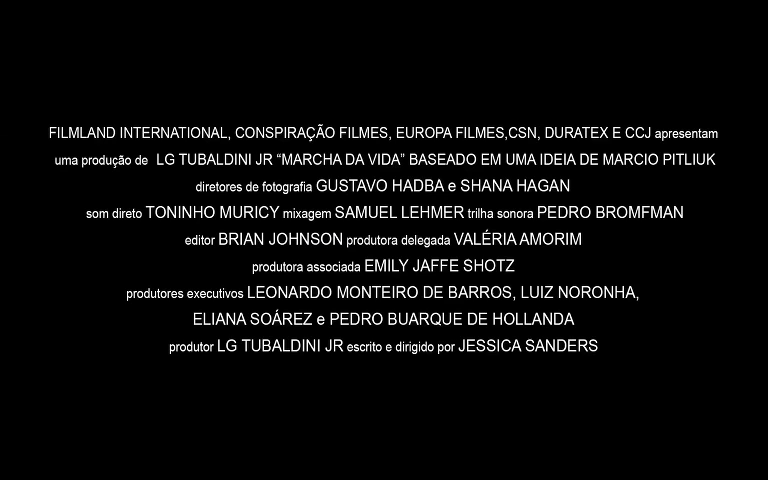 FILMLAND INTERNATIONAL, CONSPIRAÇÃO FILMES, EUROPA FILMES,CSN, DURATEX E CCJ apresentam
uma produção de LG TUBALDINI JR “MARCHA DA VIDA” BASEADO EM UMA IDEIA DE MARCIO PITLIUK
diretores de fotografia GUSTAVO HADBA e SHANA HAGAN
som direto TONINHO MURICY mixagem SAMUEL LEHMER trilha sonora PEDRO BROMFMAN
editor BRIAN JOHNSON produtora delegada VALÉRIA AMORIM
produtora associada EMILY JAFFE SHOTZ
produtores executivos LEONARDO MONTEIRO DE BARROS, LUIZ NORONHA,
ELIANA SOÁREZ e PEDRO BUARQUE DE HOLLANDA
produtor LG TUBALDINI JR escrito e dirigido por JESSICA SANDERS